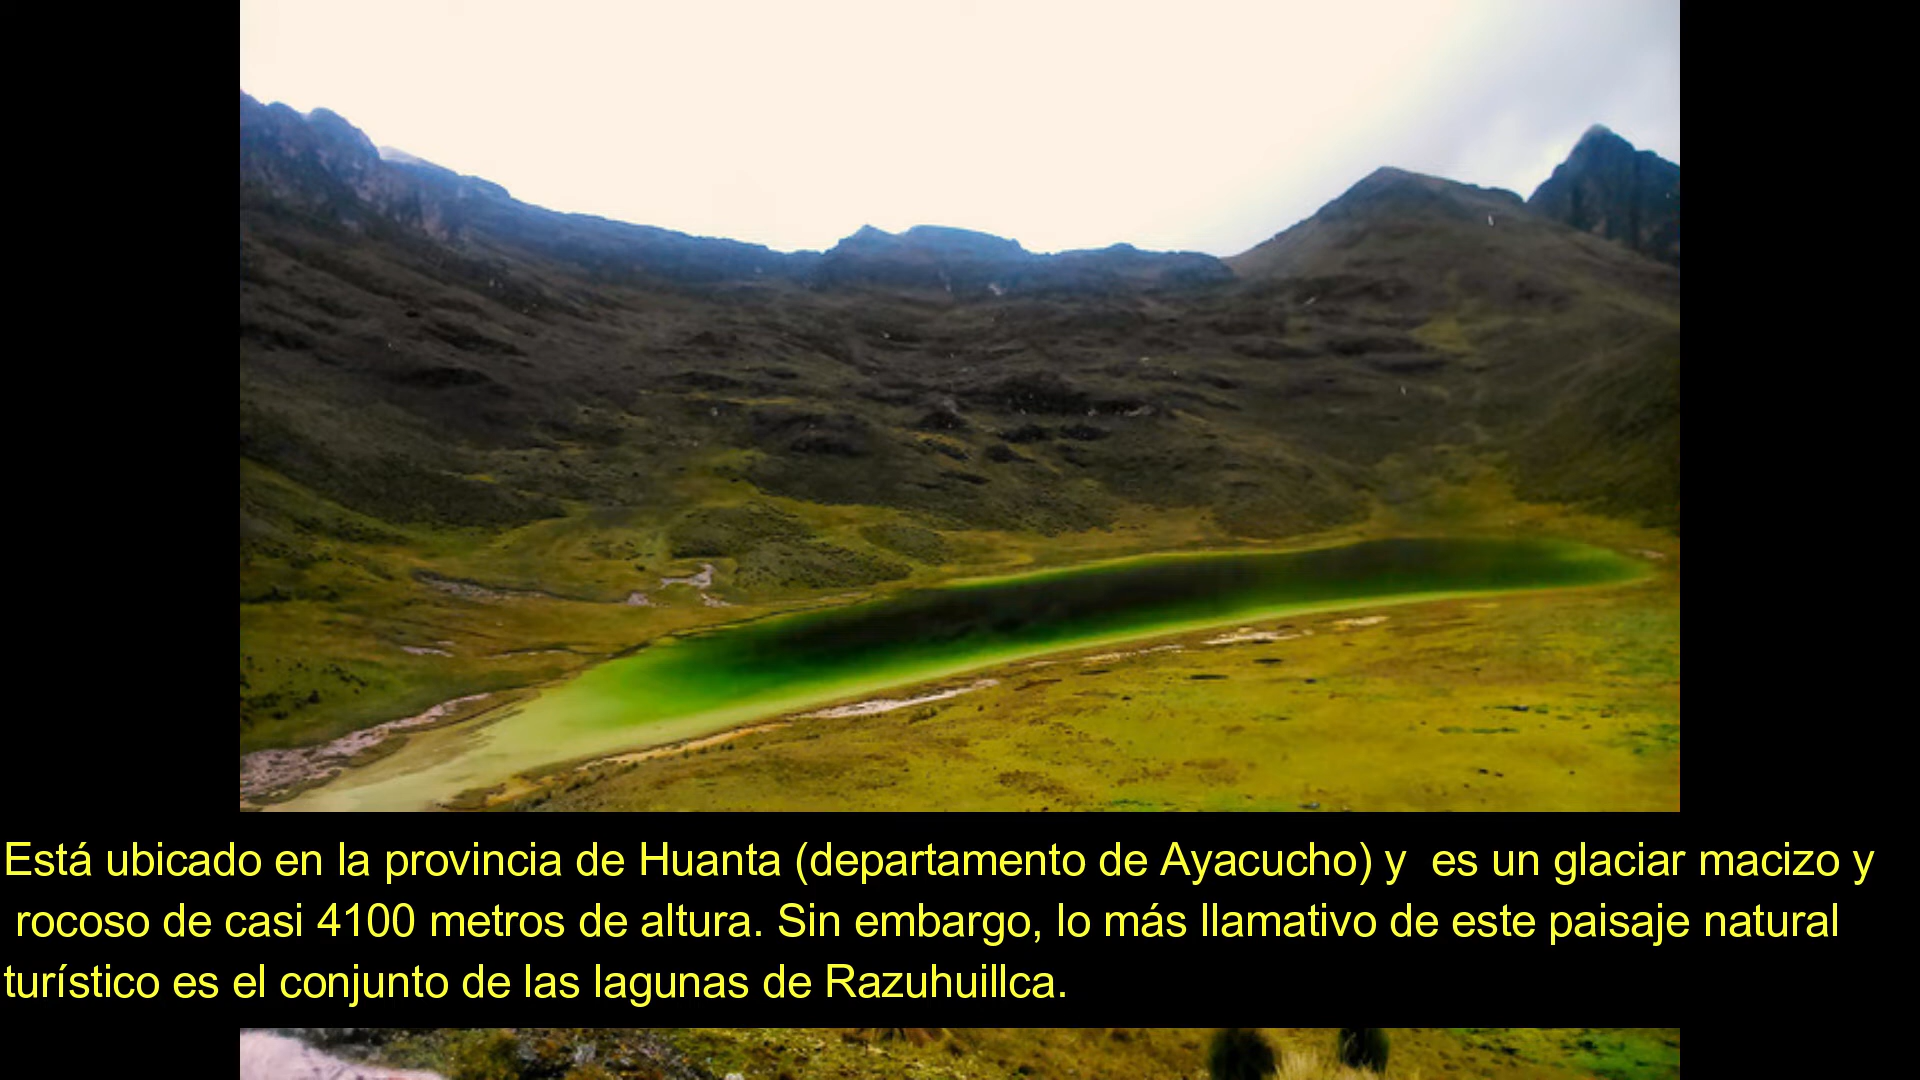 Está ubicado en la provincia de Huanta (departamento de Ayacucho) y  es un glaciar macizo y
rocoso de casi 4100 metros de altura. Sin embargo, lo más llamativo de este paisaje natural
turístico es el conjunto de las lagunas de Razuhuillca.